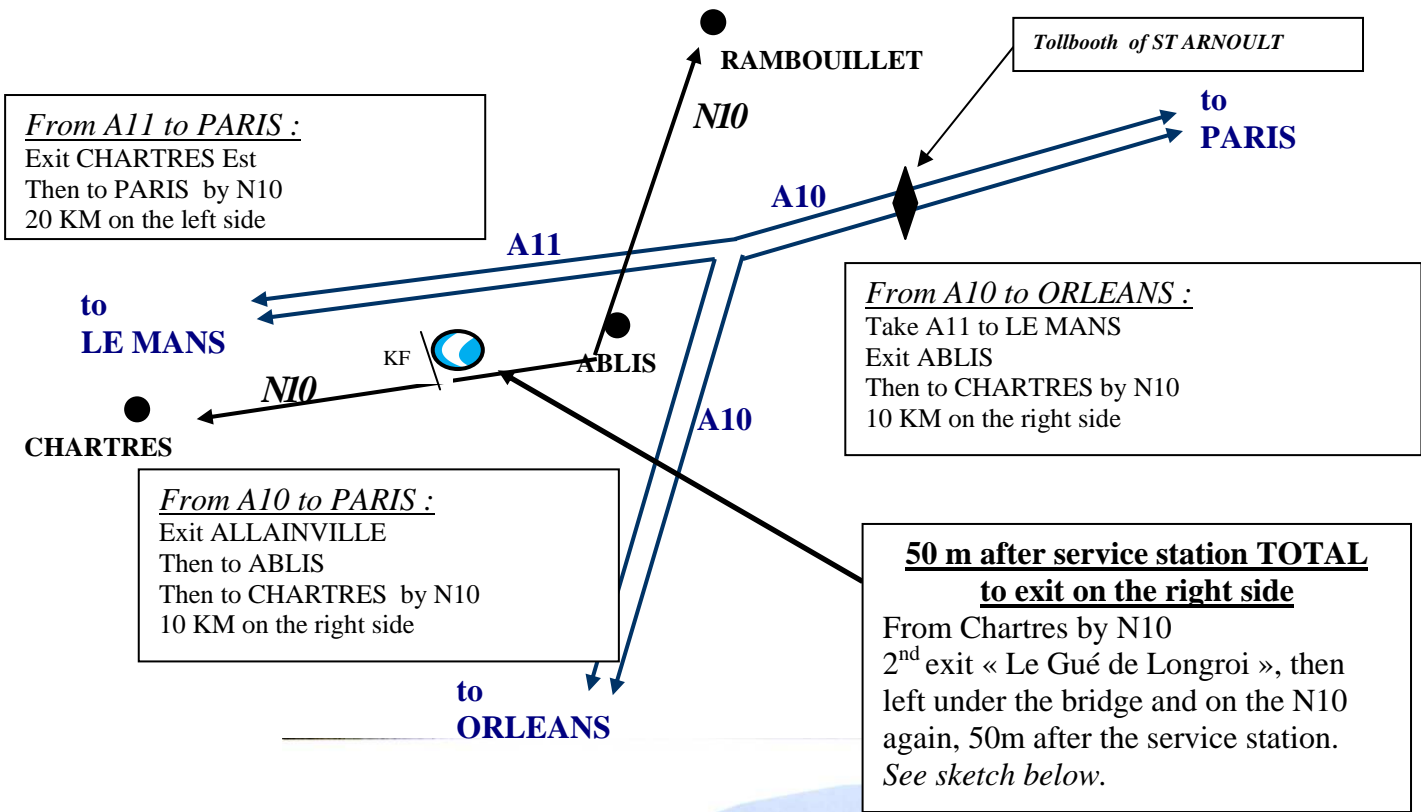 RAMBOUILLET
Tollbooth of ST ARNOULT
to
PARIS
N10
From A11 to PARIS :
Exit CHARTRES Est
Then to PARIS by N10
20 KM on the left side
A10
A11
to
LE MANS
From A10 to ORLEANS :
Take A11 to LE MANS
Exit ABLIS
Then to CHARTRES by N10
10 KM on the right side
KF
ABLIS
N10
CHARTRES
A10
From A10 to PARIS :
Exit ALLAINVILLE
Then to ABLIS
Then to CHARTRES by N10
10 KM on the right side
50 m after service station TOTAL
to exit on the right side
From Chartres by N10
2nd exit « Le Gué de Longroi », then
left under the bridge and on the N10
again, 50m after the service station.
See sketch below.
to
ORLEANS